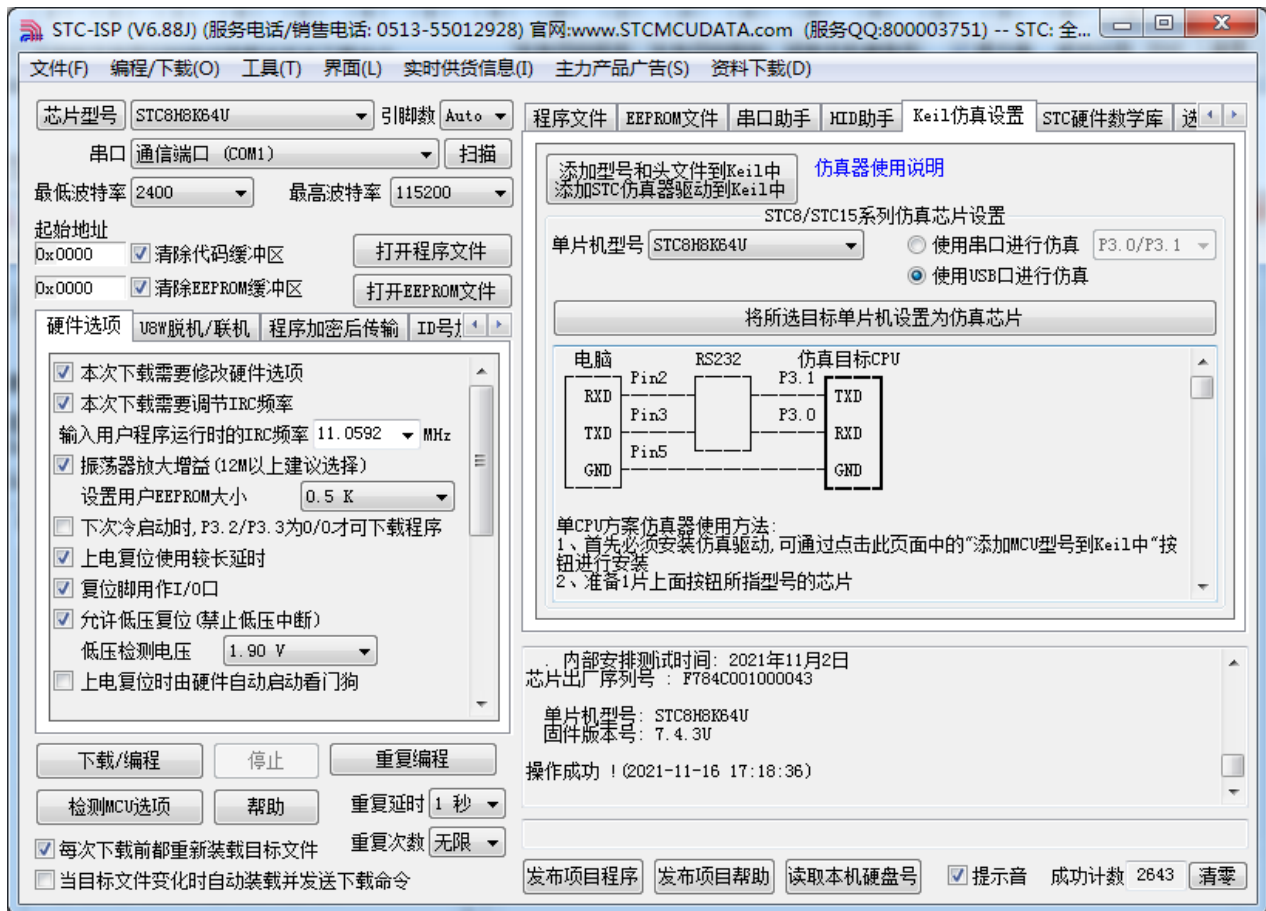 STC-ISP (V6.88J) (服务电话/销售电话: 0513-55012928) 官网:www.STCMCUDATA.com (服务QQ:800003751) -- STC: 全...
文件(F) 编程/下载(O) 工具(T) 界面(L) 实时供货信息(I) 主力产品广告(S) 资料下载(D)
芯片型号 STC8H8K64U 引脚数 Auto
串口 通信端口 (COM1) 扫描
最低波特率 2400 最高波特率 115200
起始地址
0x0000 清除代码缓冲区 打开程序文件
0x0000 清除EEPROM缓冲区 打开EEPROM文件
硬件选项 U8W脱机/联机 程序加密后传输 ID号
本次下载需要修改硬件选项
本次下载需要调节IRC频率
输入用户程序运行时的IRC频率 11.0592 MHz
振荡器放大增益(12M以上建议选择)
设置用户EEPROM大小 0.5 K
下次冷启动时,P3.2/P3.3为0/0才可下载程序
上电复位使用较长延时
复位脚用作I/O口
允许低压复位(禁止低压中断)
低压检测电压 1.90 V
上电复位时由硬件自动启动看门狗
下载/编程 停止 重复编程
检测MCU选项 帮助 重复延时 1 秒
每次下载前都重新装载目标文件 重复次数 无限
当目标文件变化时自动装载并发送下载命令
程序文件 EEPROM文件 串口助手 HID助手 Keil仿真设置 STC硬件数学库 选
添加型号和头文件到Keil中 仿真器使用说明
添加STC仿真器驱动到Keil中
STC8/STC15系列仿真芯片设置
单片机型号 STC8H8K64U 使用串口进行仿真 P3.0/P3.1
使用USB口进行仿真
将所选目标单片机设置为仿真芯片
电脑 RS232 仿真目标CPU
Pin2 P3.1
RXD TXD
Pin3 P3.0
TXD RXD
Pin5
GND GND
单CPU方案仿真器使用方法:
1、首先必须安装仿真驱动,可通过点击此页面中的"添加MCU型号到Keil中"按
钮进行安装
2、准备1片上面按钮所指型号的芯片
. 内部安排测试时间: 2021年11月2日
芯片出厂序列号 : F784C001000043
单片机型号: STC8H8K64U
固件版本号: 7.4.3U
操作成功 !(2021-11-16 17:18:36)
发布项目程序 发布项目帮助 读取本机硬盘号 提示音 成功计数 2643 清零